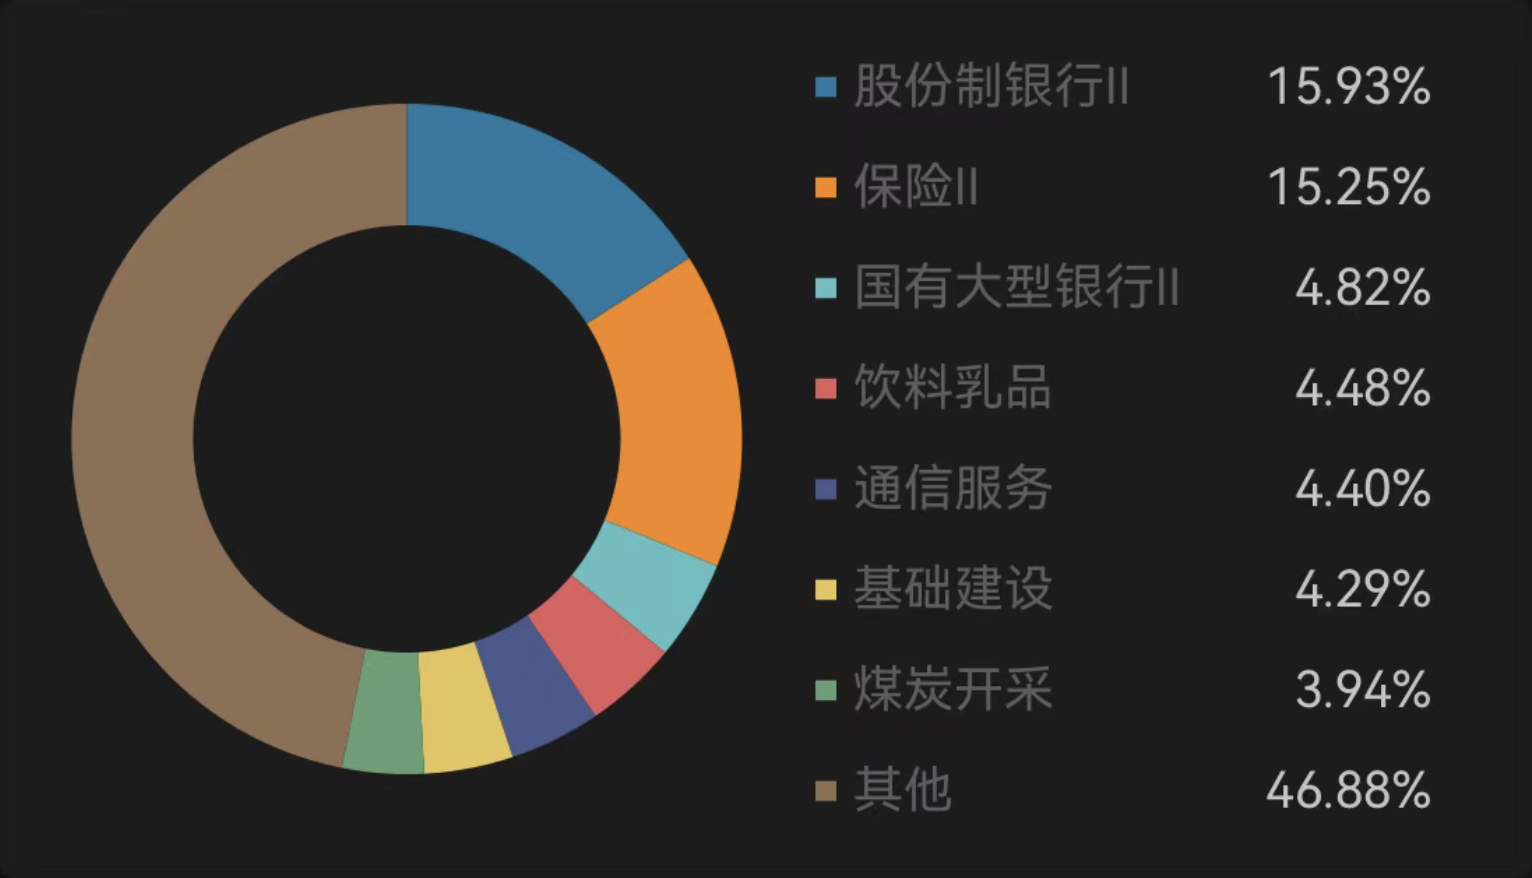 股份制银行II 15.93%
保险II 15.25%
国有大型银行II 4.82%
饮料乳品 4.48%
通信服务 4.40%
基础建设 4.29%
煤炭开采 3.94%
其他 46.88%